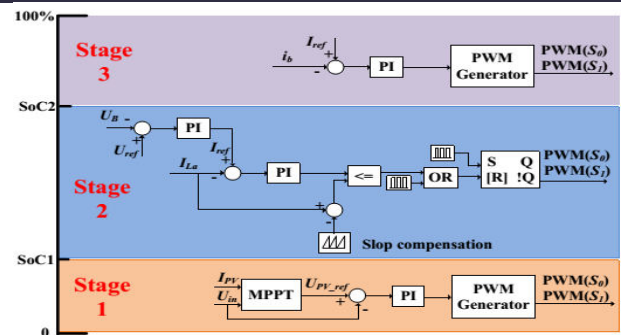 100%
Stage
3
I_ref
+
i_b
-
PI
PWM
Generator
PWM(S_0)
PWM(S_1)
SoC2
Stage
2
U_B
-
+
U_ref
PI
I_ref
+
I_La
-
PI
<=
OR
S Q
[R] !Q
PWM(S_0)
PWM(S_1)
+
-
Slop compensation
SoC1
Stage
1
I_PV
U_in
MPPT
U_PV_ref
+
-
PI
PWM
Generator
PWM(S_0)
PWM(S_1)
0